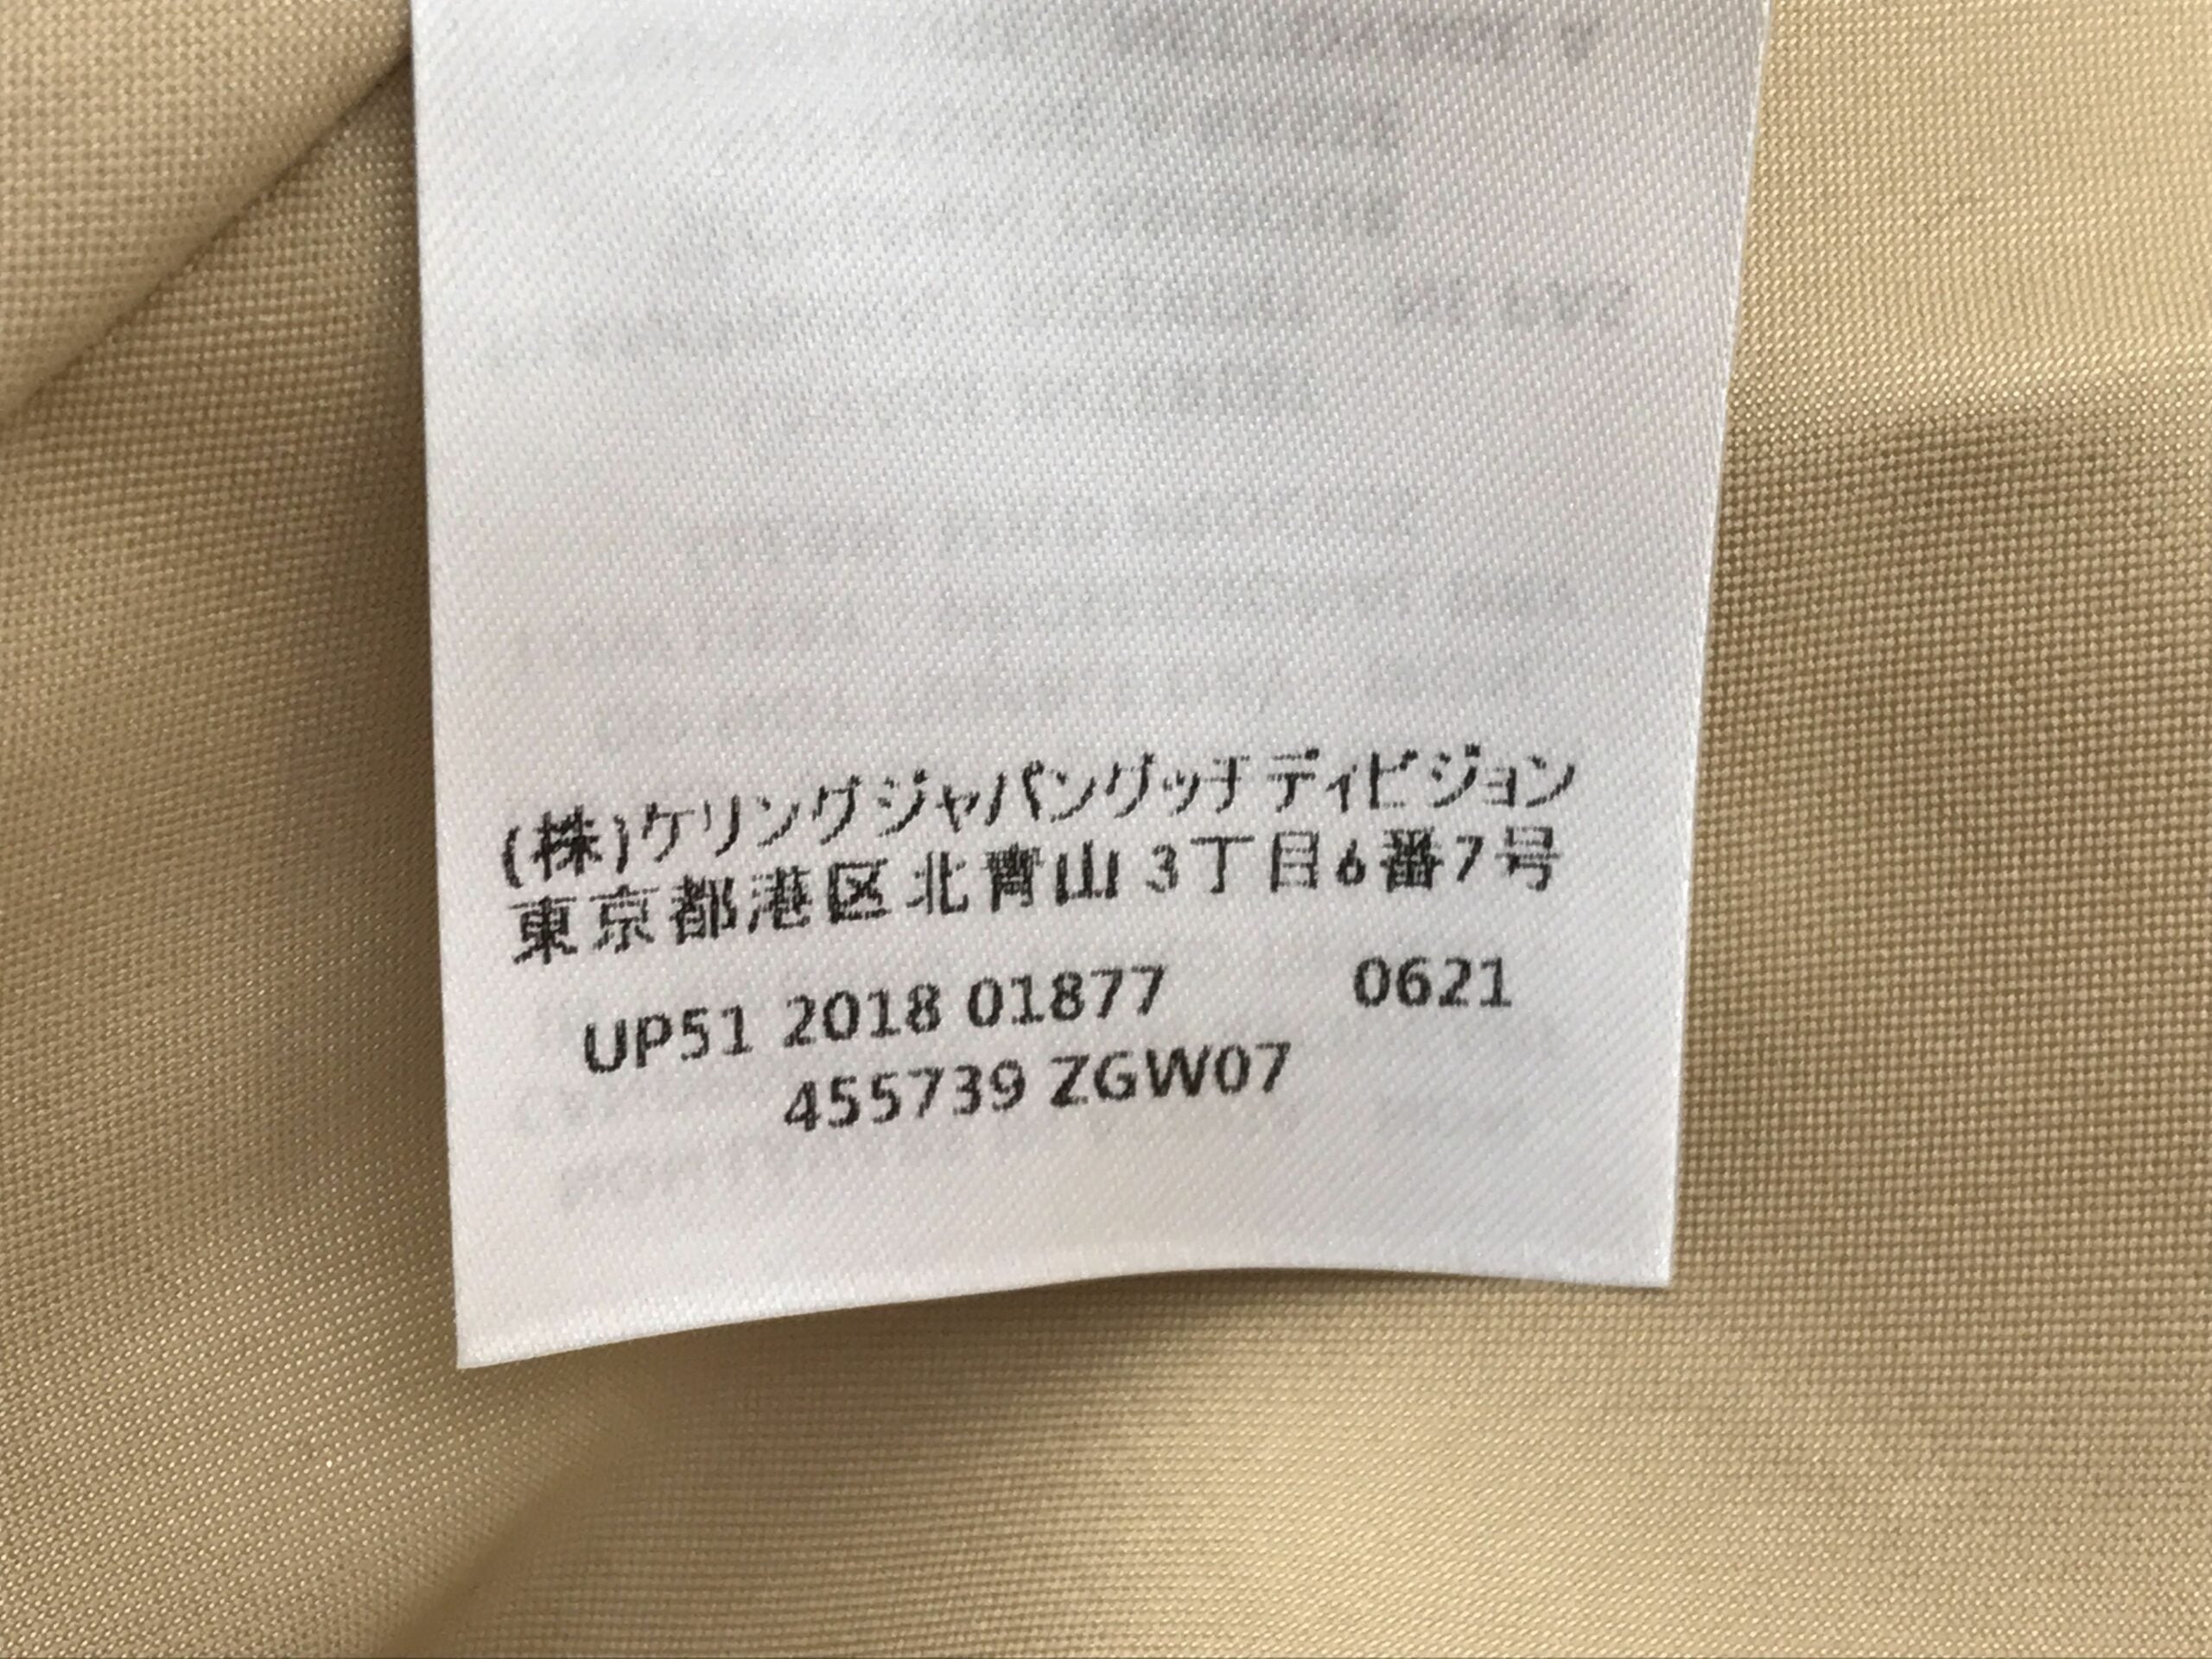 (株)ケリングジャパングッチ ディビジョン
東京都港区北青山3丁目6番7号
UP51 2018 01877 0621
455739 ZGW07